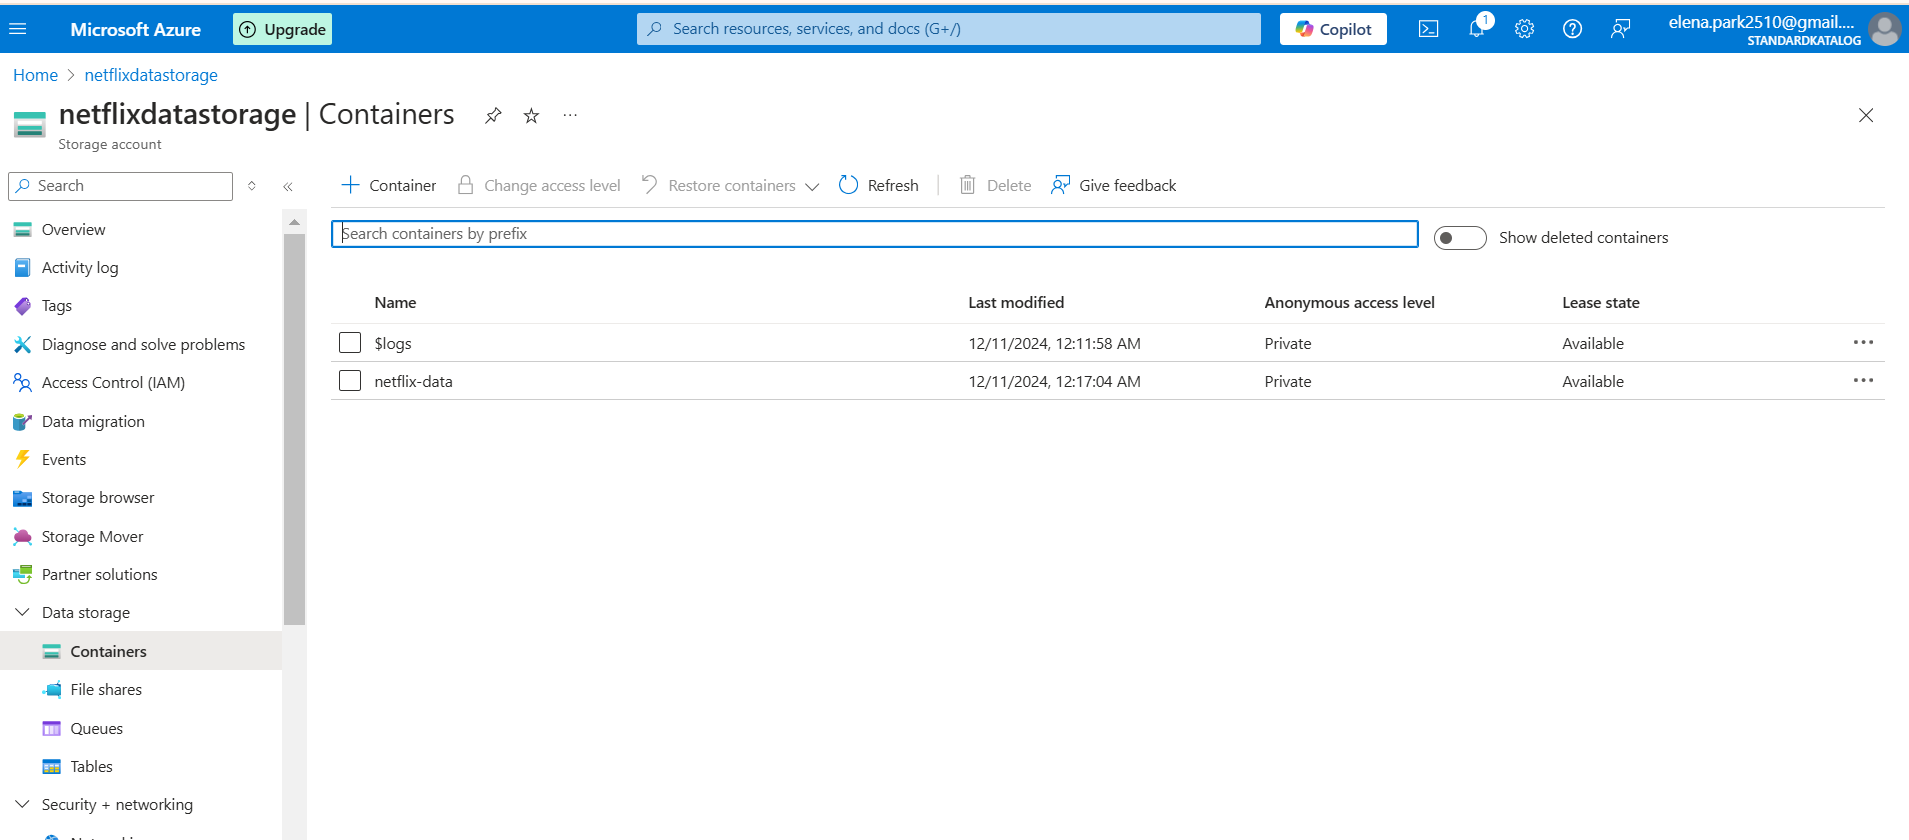 Microsoft Azure
Upgrade
Search resources, services, and docs (G+/)
Copilot
1
elena.park2510@gmail....
STANDARDKATALOG
Home > netflixdatastorage
netflixdatastorage | Containers
Storage account
Search
Container
Change access level
Restore containers
Refresh
Delete
Give feedback
Search containers by prefix
Show deleted containers
Name Last modified Anonymous access level Lease state
$logs 12/11/2024, 12:11:58 AM Private Available
netflix-data 12/11/2024, 12:17:04 AM Private Available
Overview
Activity log
Tags
Diagnose and solve problems
Access Control (IAM)
Data migration
Events
Storage browser
Storage Mover
Partner solutions
Data storage
Containers
File shares
Queues
Tables
Security + networking